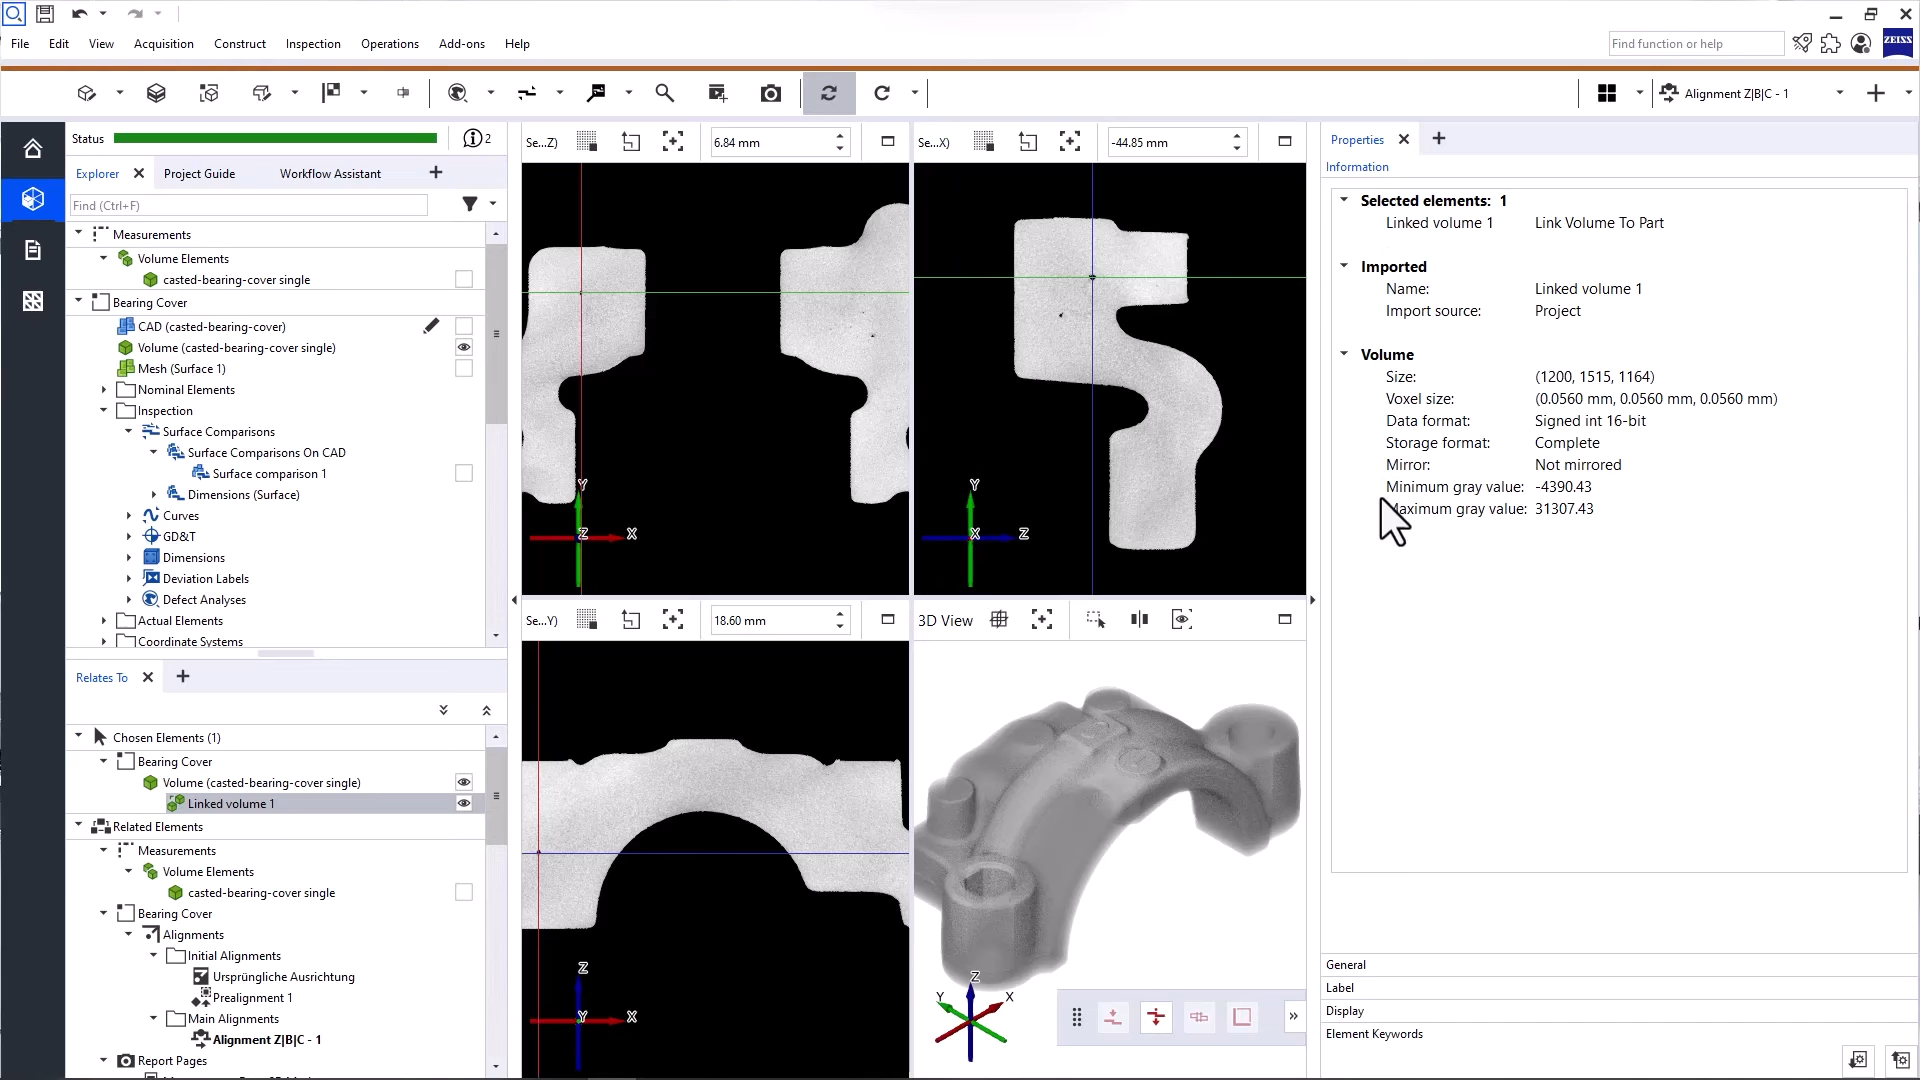 File Edit View Acquisition Construct Inspection Operations Add-ons Help
Find function or help
ZEISS
Alignment Z|B|C - 1
Status
2
Explorer
Project Guide
Workflow Assistant
Find (Ctrl+F)
Measurements
Volume Elements
casted-bearing-cover single
Bearing Cover
CAD (casted-bearing-cover)
Volume (casted-bearing-cover single)
Mesh (Surface 1)
Nominal Elements
Inspection
Surface Comparisons
Surface Comparisons On CAD
Surface comparison 1
Dimensions (Surface)
Curves
GD&T
Dimensions
Deviation Labels
Defect Analyses
Actual Elements
Coordinate Systems
Relates To
Chosen Elements (1)
Bearing Cover
Volume (casted-bearing-cover single)
Linked volume 1
Related Elements
Measurements
Volume Elements
casted-bearing-cover single
Bearing Cover
Alignments
Initial Alignments
Ursprüngliche Ausrichtung
Prealignment 1
Main Alignments
Alignment Z|B|C - 1
Report Pages
Se...Z)
6.84 mm
Y
Z
X
Se...X)
-44.85 mm
Y
X
Z
Se...Y)
18.60 mm
Z
Y
X
3D View
Z
Y
X
»
Properties
Information
Selected elements: 1
Linked volume 1 Link Volume To Part
Imported
Name: Linked volume 1
Import source: Project
Volume
Size: (1200, 1515, 1164)
Voxel size: (0.0560 mm, 0.0560 mm, 0.0560 mm)
Data format: Signed int 16-bit
Storage format: Complete
Mirror: Not mirrored
Minimum gray value: -4390.43
Maximum gray value: 31307.43
General
Label
Display
Element Keywords